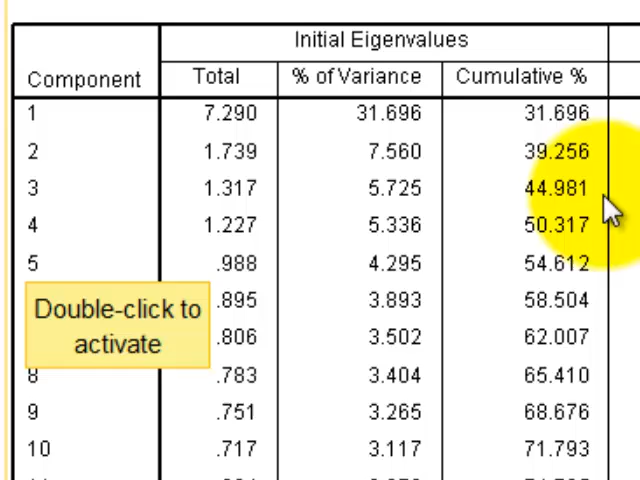 Initial Eigenvalues
Component Total % of Variance Cumulative %
1 7.290 31.696 31.696
2 1.739 7.560 39.256
3 1.317 5.725 44.981
4 1.227 5.336 50.317
5 .988 4.295 54.612
.895 3.893 58.504
Double-click to
activate
.806 3.502 62.007
8 .783 3.404 65.410
9 .751 3.265 68.676
10 .717 3.117 71.793